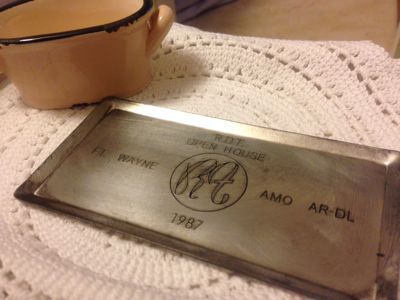 R.D.T.
OPEN HOUSE
FT. WAYNE AMO AR-DL
1987